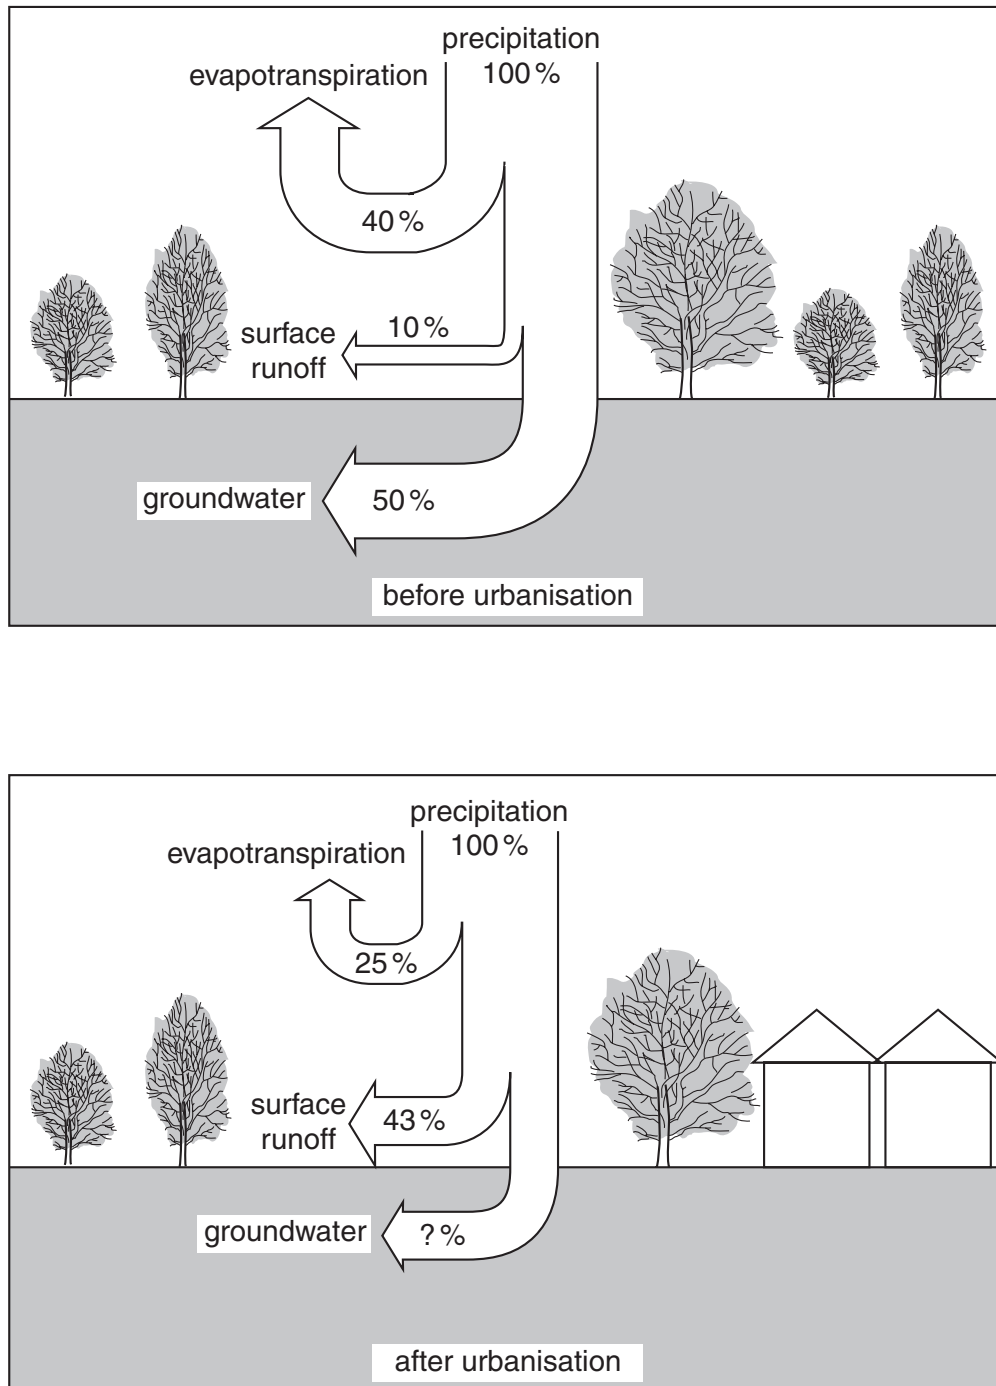 precipitation
100 %
evapotranspiration
40 %
10 %
surface
runoff
groundwater
50 %
before urbanisation
precipitation
100 %
evapotranspiration
25 %
surface
runoff
43 %
groundwater
? %
after urbanisation